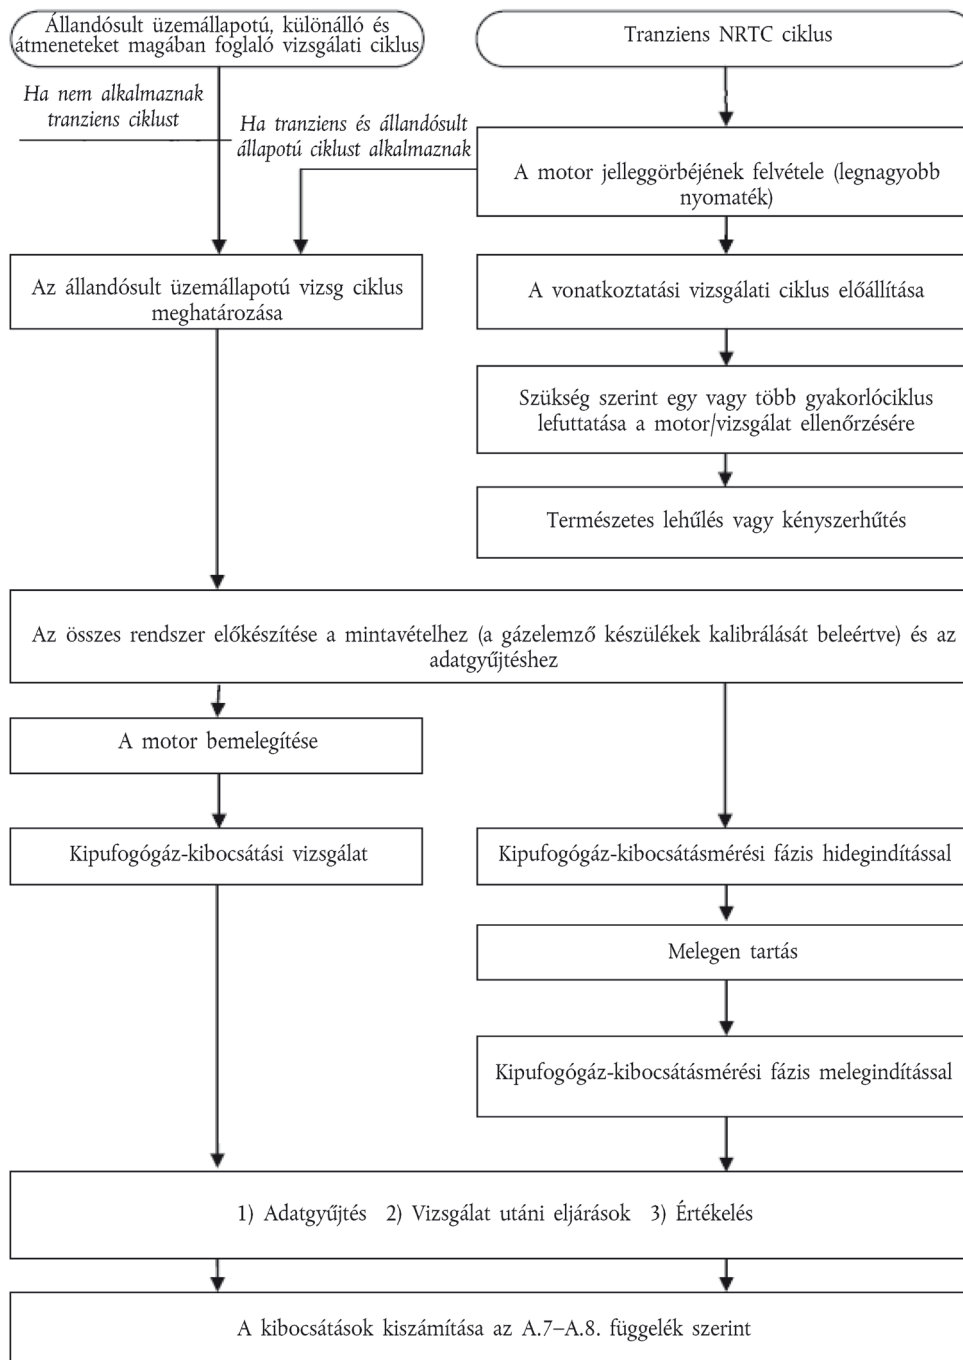 Állandósult üzemállapotú, különálló és
átmeneteket magában foglaló vizsgálati ciklus
Tranziens NRTC ciklus
Ha nem alkalmaznak
tranziens ciklust
Ha tranziens és állandósult
állapotú ciklust alkalmaznak
A motor jelleggörbéjének felvétele (legnagyobb
nyomaték)
Az állandósult üzemállapotú vizsg ciklus
meghatározása
A vonatkoztatási vizsgálati ciklus előállítása
Szükség szerint egy vagy több gyakorlóciklus
lefuttatása a motor/vizsgálat ellenőrzésére
Természetes lehűlés vagy kényszerhűtés
Az összes rendszer előkészítése a mintavételhez (a gázelemző készülékek kalibrálását beleértve) és az
adatgyűjtéshez
A motor bemelegítése
Kipufogógáz-kibocsátási vizsgálat
Kipufogógáz-kibocsátásmérési fázis hidegindítással
Melegen tartás
Kipufogógáz-kibocsátásmérési fázis melegindítással
1) Adatgyűjtés 2) Vizsgálat utáni eljárások 3) Értékelés
A kibocsátások kiszámítása az A.7–A.8. függelék szerint